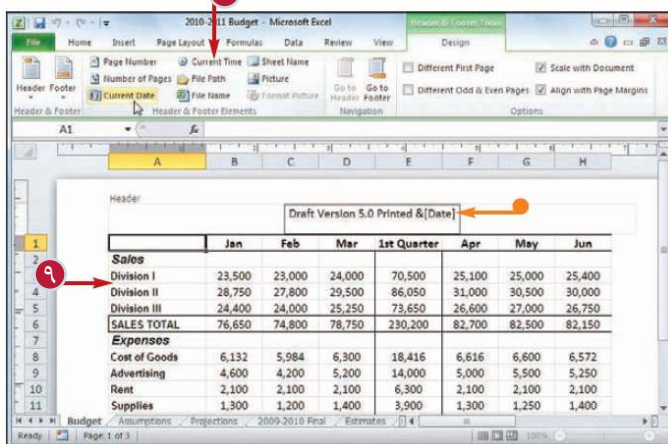 2010-2011 Budget - Microsoft Excel
Header & Footer Tools
File Home Insert Page Layout Formulas Data Review View Design
Header Footer
Page Number Current Time Sheet Name
Number of Pages File Path Picture
Current Date File Name Format Picture
Go to Header Go to Footer
Different First Page Scale with Document
Different Odd & Even Pages Align with Page Margins
Header & Footer Header & Footer Elements Navigation Options
A1 fx
A B C D E F G H
Header
Draft Version 5.0 Printed &[Date]
1 Jan Feb Mar 1st Quarter Apr May Jun
2 Sales
٩
Division I 23,500 23,000 24,000 70,500 25,100 25,000 25,400
4 Division II 28,750 27,800 29,500 86,050 31,000 30,500 30,000
5 Division III 24,400 24,000 25,250 73,650 26,600 27,000 26,750
6 SALES TOTAL 76,650 74,800 78,750 230,200 82,700 82,500 82,150
7 Expenses
8 Cost of Goods 6,132 5,984 6,300 18,416 6,616 6,600 6,572
9 Advertising 4,600 4,200 5,200 14,000 5,000 5,500 5,250
10 Rent 2,100 2,100 2,100 6,300 2,100 2,100 2,100
11 Supplies 1,300 1,200 1,400 3,900 1,300 1,250 1,400
Budget Assumptions Projections 2009-2010 Final Estimates
Ready Page: 1 of 3 100%